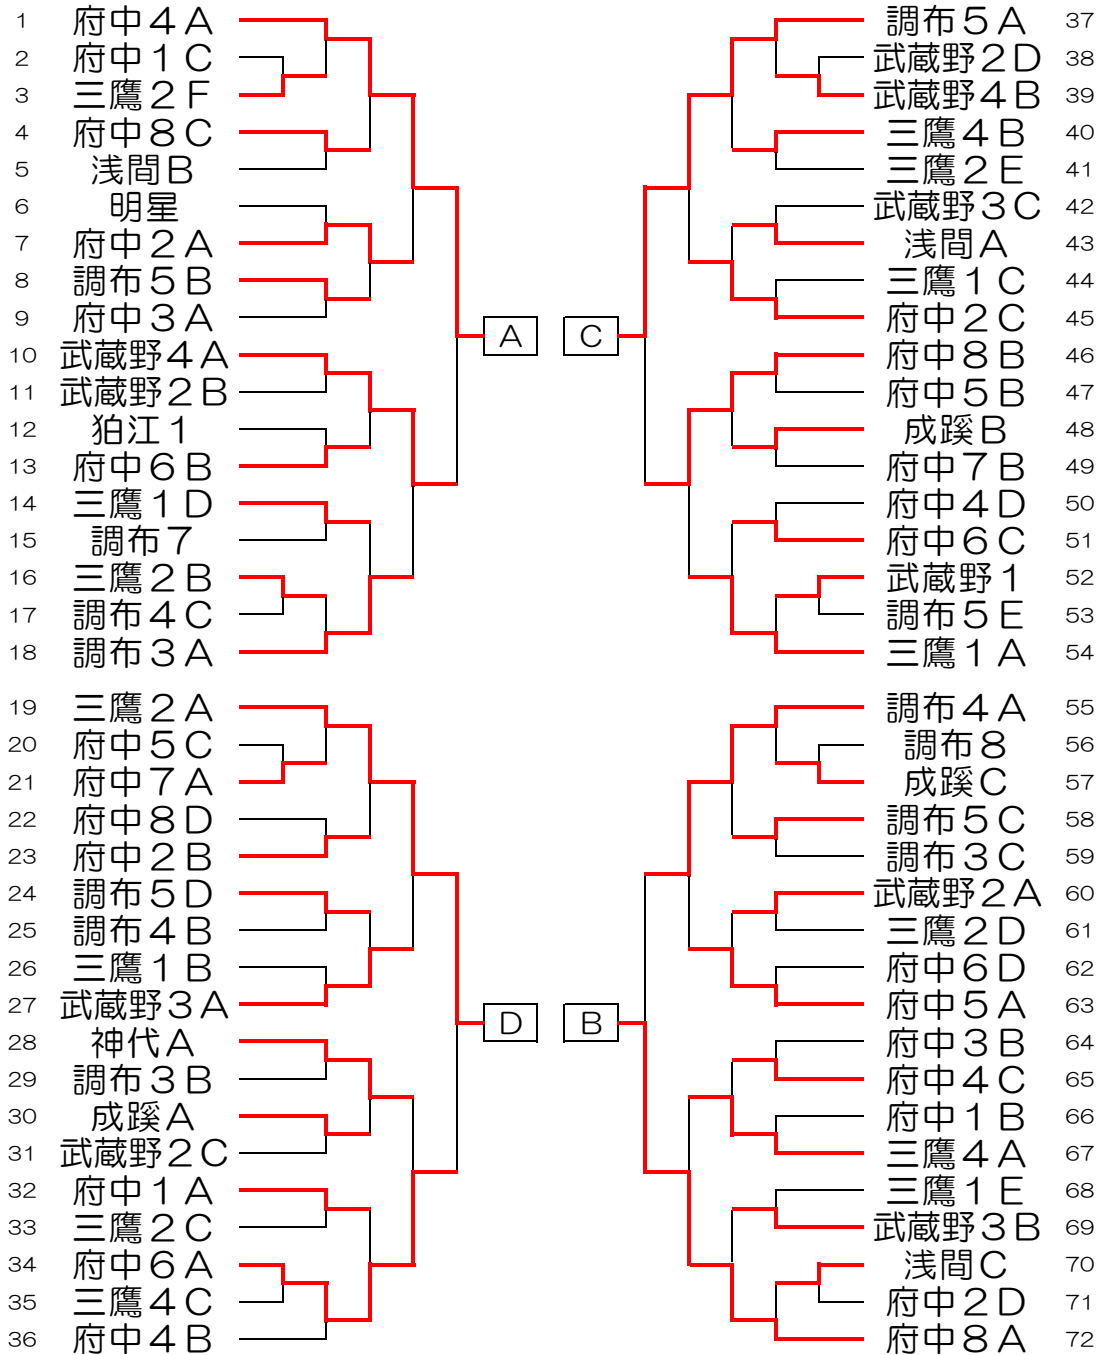 1 府中4A
2 府中1C
3 三鷹2F
4 府中8C
5 浅間B
6 明星
7 府中2A
8 調布5B
9 府中3A
10 武蔵野4A
11 武蔵野2B
12 狛江1
13 府中6B
14 三鷹1D
15 調布7
16 三鷹2B
17 調布4C
18 調布3A
A
C
調布5A 37
武蔵野2D 38
武蔵野4B 39
三鷹4B 40
三鷹2E 41
武蔵野3C 42
浅間A 43
三鷹1C 44
府中2C 45
府中8B 46
府中5B 47
成蹊B 48
府中7B 49
府中4D 50
府中6C 51
武蔵野1 52
調布5E 53
三鷹1A 54
19 三鷹2A
20 府中5C
21 府中7A
22 府中8D
23 府中2B
24 調布5D
25 調布4B
26 三鷹1B
27 武蔵野3A
28 神代A
29 調布3B
30 成蹊A
31 武蔵野2C
32 府中1A
33 三鷹2C
34 府中6A
35 三鷹4C
36 府中4B
D
B
調布4A 55
調布8 56
成蹊C 57
調布5C 58
調布3C 59
武蔵野2A 60
三鷹2D 61
府中6D 62
府中5A 63
府中3B 64
府中4C 65
府中1B 66
三鷹4A 67
三鷹1E 68
武蔵野3B 69
浅間C 70
府中2D 71
府中8A 72